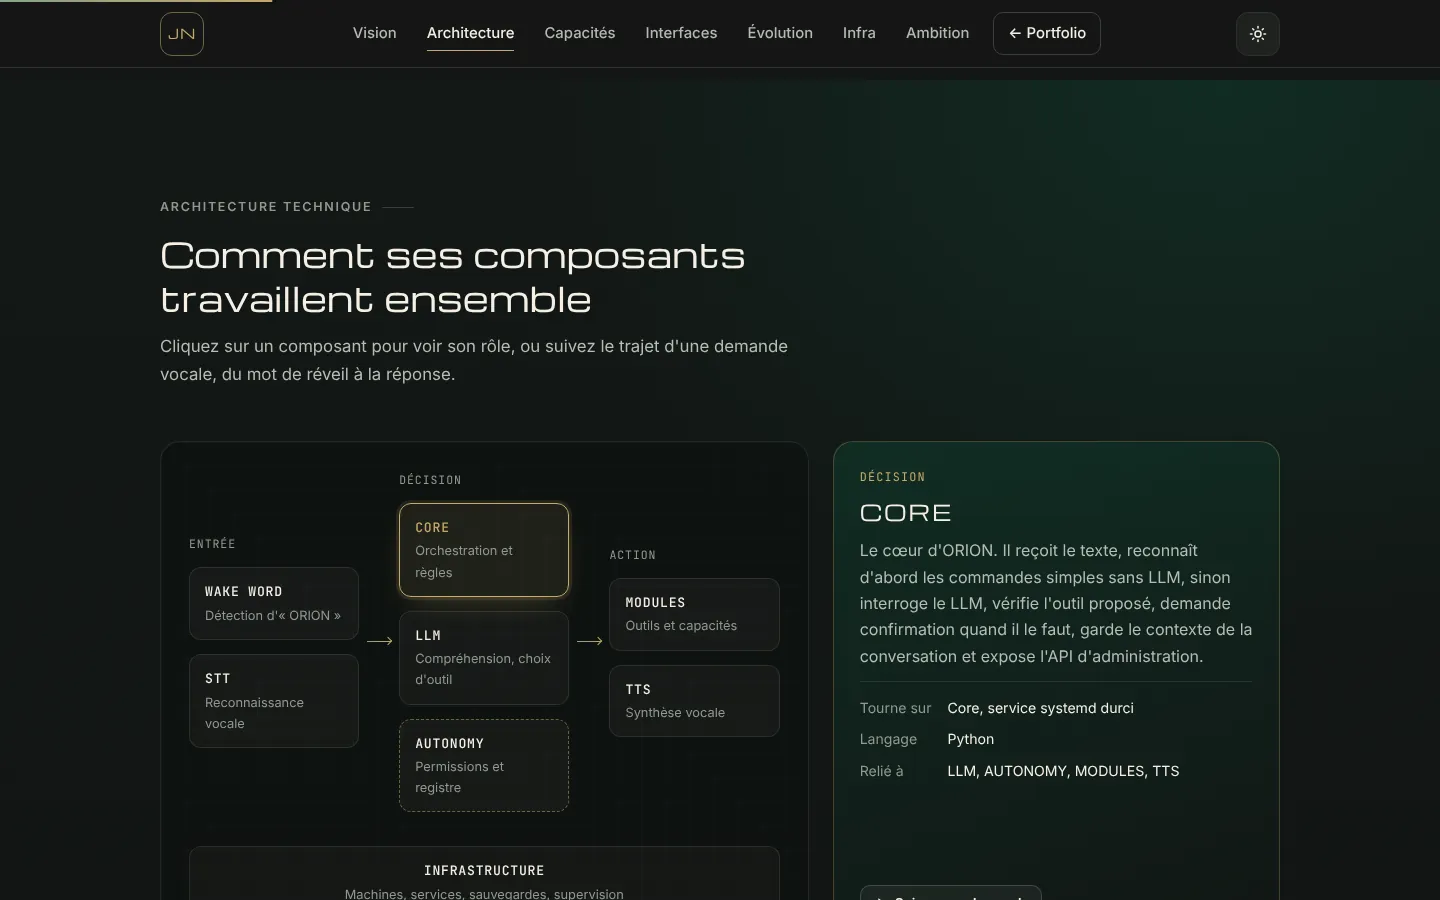 JN
Vision
Architecture
Capacités
Interfaces
Évolution
Infra
Ambition
← Portfolio
ARCHITECTURE TECHNIQUE
Comment ses composants
travaillent ensemble
Cliquez sur un composant pour voir son rôle, ou suivez le trajet d'une demande
vocale, du mot de réveil à la réponse.
ENTRÉE
WAKE WORD
Détection d'« ORION »
STT
Reconnaissance
vocale
DÉCISION
CORE
Orchestration et
règles
LLM
Compréhension, choix
d'outil
AUTONOMY
Permissions et
registre
ACTION
MODULES
Outils et capacités
TTS
Synthèse vocale
INFRASTRUCTURE
Machines, services, sauvegardes, supervision
DÉCISION
CORE
Le cœur d'ORION. Il reçoit le texte, reconnaît
d'abord les commandes simples sans LLM, sinon
interroge le LLM, vérifie l'outil proposé, demande
confirmation quand il le faut, garde le contexte de la
conversation et expose l'API d'administration.
Tourne sur Core, service systemd durci
Langage Python
Relié à LLM, AUTONOMY, MODULES, TTS